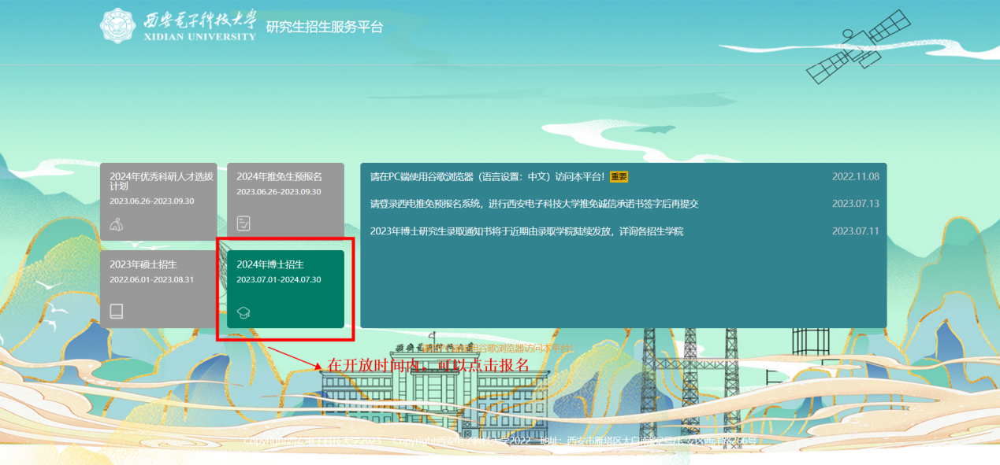 西安电子科技大学
XIDIAN UNIVERSITY
研究生招生服务平台
2024年优秀科研人才选拔
计划
2023.06.26-2023.09.30
2024年推免生预报名
2023.06.26-2023.09.30
2023年硕士招生
2022.06.01-2023.08.31
2024年博士招生
2023.07.01-2024.07.30
请在PC端使用谷歌浏览器（语言设置：中文）访问本平台！ 重要 2022.11.08
请登录西电推免预报名系统，进行西安电子科技大学推免诚信承诺书签字后再提交 2023.07.13
2023年博士研究生录取通知书将于近期由录取学院陆续发放，详询各招生学院 2023.07.11
用谷歌浏览器访问本平台！
在开放时间内，可以点击报名
Copyright西安电子科技大学2023 Copyright西安电子科技大学2022 地址：西安市雁塔区太白南路2号/长安区西沣路266号